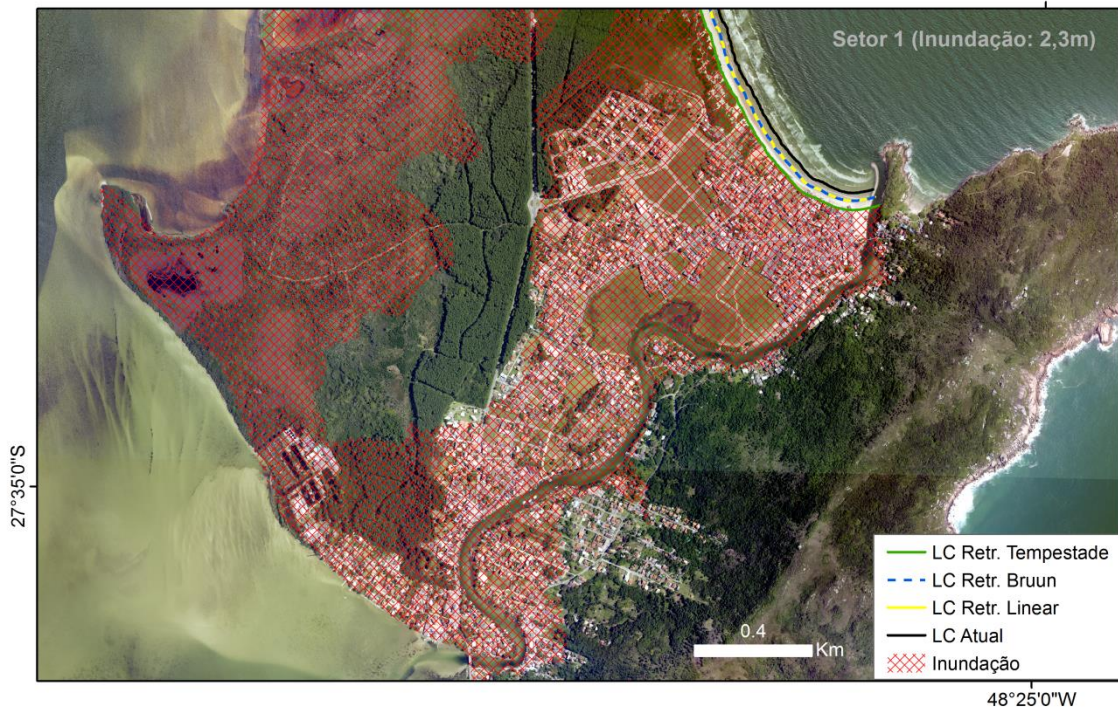 Setor 1 (Inundação: 2,3m)
27°35'0"S
LC Retr. Tempestade
LC Retr. Bruun
LC Retr. Linear
LC Atual
Inundação
0.4
Km
48°25'0"W